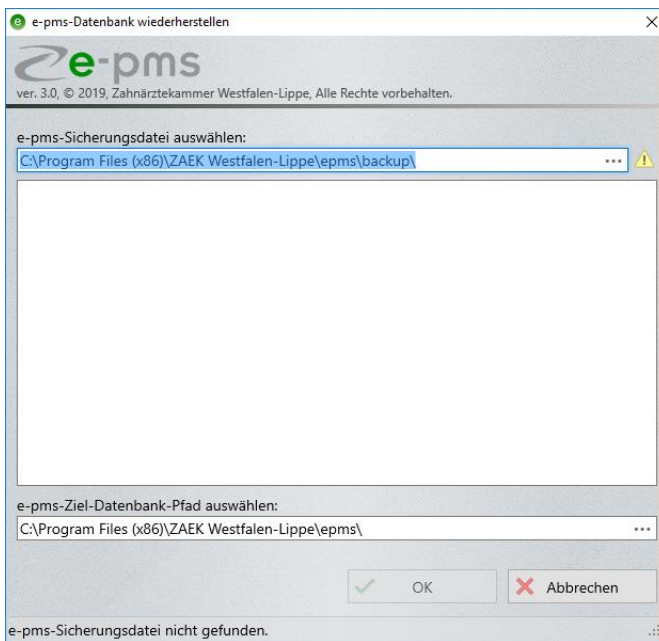 e-pms-Datenbank wiederherstellen
e-pms
ver. 3.0, © 2019, Zahnärztekammer Westfalen-Lippe, Alle Rechte vorbehalten.
e-pms-Sicherungsdatei auswählen:
C:\Program Files (x86)\ZAEK Westfalen-Lippe\epms\backup\ ...
e-pms-Ziel-Datenbank-Pfad auswählen:
C:\Program Files (x86)\ZAEK Westfalen-Lippe\epms\ ...
OK Abbrechen
e-pms-Sicherungsdatei nicht gefunden.